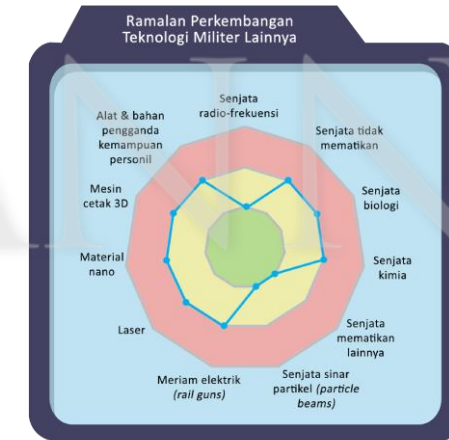 Ramalan Perkembangan
Teknologi Militer Lainnya
Senjata
radio-frekuensi
Senjata tidak
mematikan
Senjata
biologi
Senjata
kimia
Senjata
mematikan
lainnya
Senjata sinar
partikel (particle
beams)
Meriam elektrik
(rail guns)
Laser
Material
nano
Mesin
cetak 3D
Alat & bahan
pengganda
kemampuan
personil